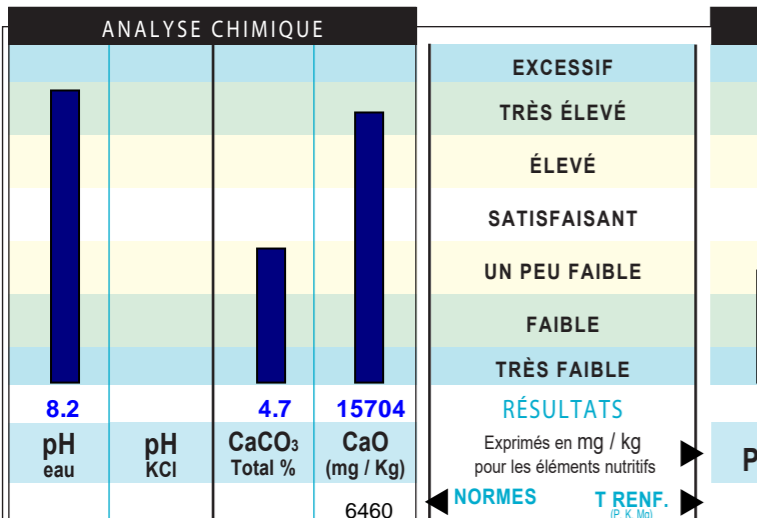 ANALYSE CHIMIQUE
EXCESSIF
TRÈS ÉLEVÉ
ÉLEVÉ
SATISFAISANT
UN PEU FAIBLE
FAIBLE
TRÈS FAIBLE
8.2 4.7 15704 RÉSULTATS
pH pH CaCO₃ CaO Exprimés en mg / kg
eau KCl Total % (mg / Kg) pour les éléments nutritifs
P
6460 NORMES T RENF.
(P, K, Mg)